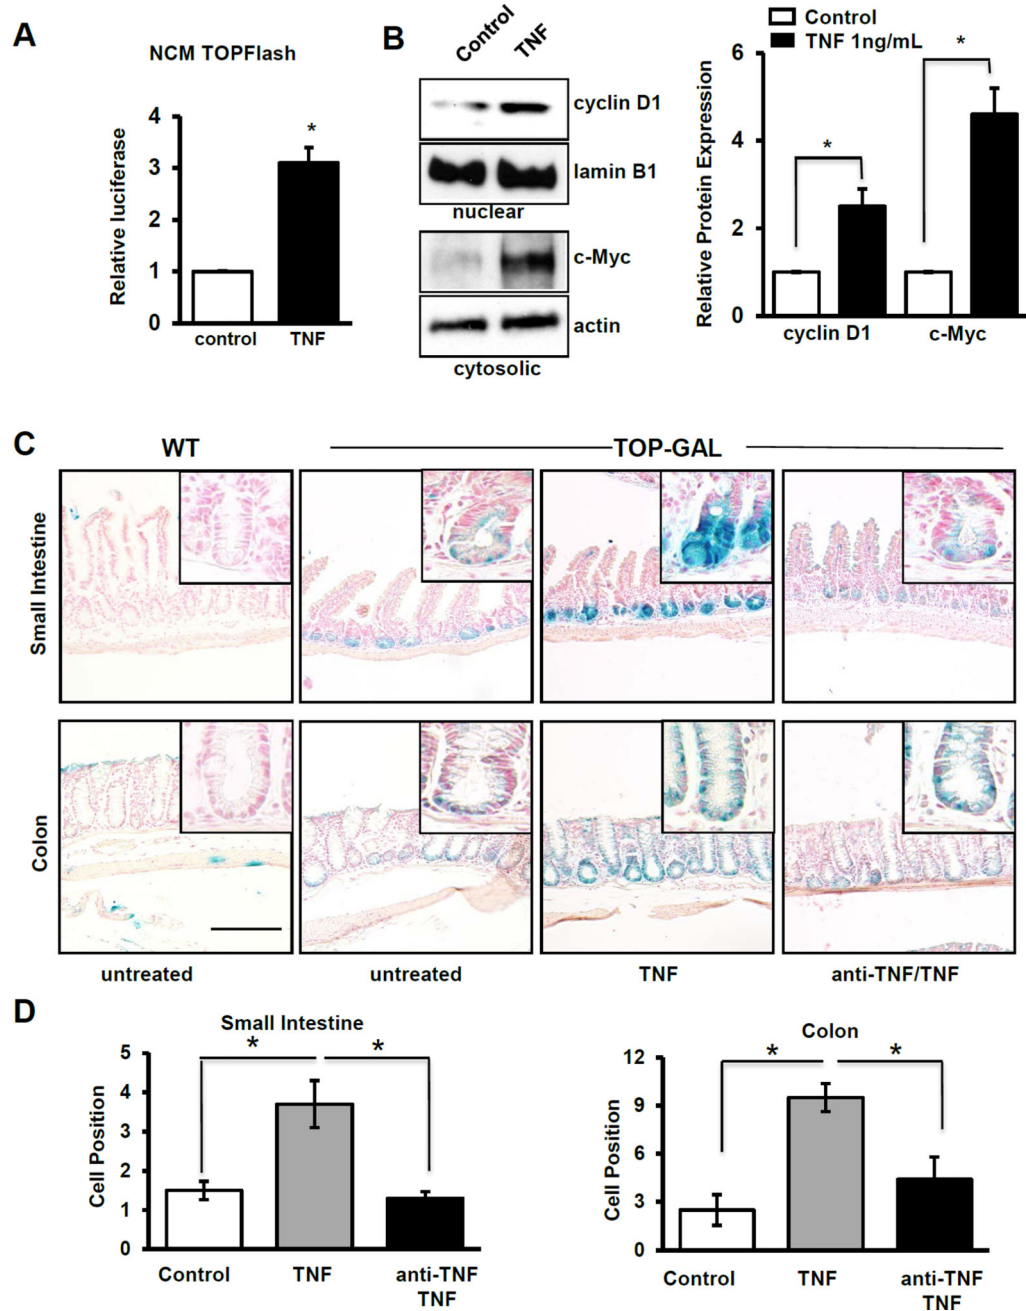 A
NCM TOPFlash
Relative luciferase
4
3
2
1
0
control TNF
B
Control TNF
cyclin D1
lamin B1
nuclear
c-Myc
actin
cytosolic
Control
TNF 1ng/mL
Relative Protein Expression
6
4
2
0
*
*
*
cyclin D1 c-Myc
C
WT TOP-GAL
Small Intestine
Colon
untreated untreated TNF anti-TNF/TNF
D
Small Intestine
Cell Position
5
4
3
2
1
0
* *
Control TNF anti-TNF
TNF
Colon
Cell Position
12
9
6
3
0
* *
Control TNF anti-TNF
TNF